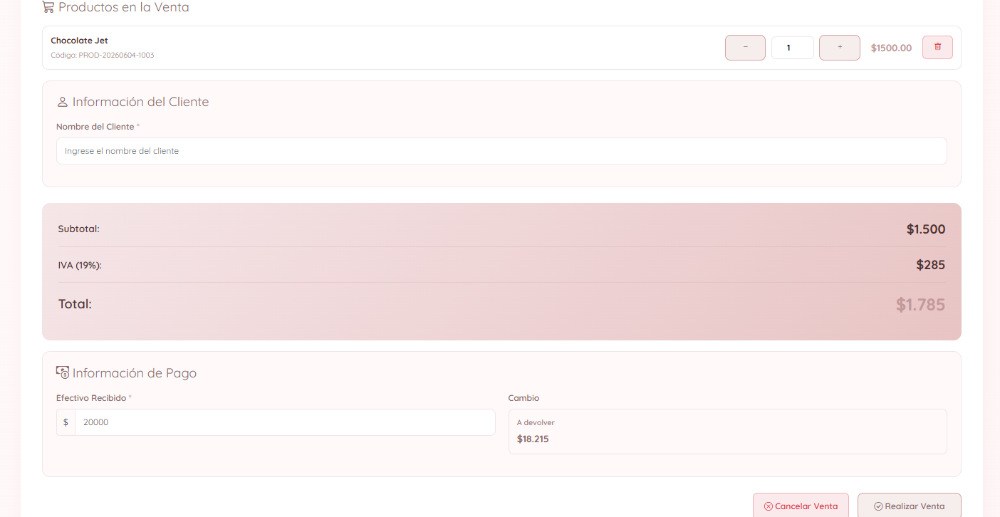 Productos en la Venta
Chocolate Jet
Código: PROD-20260604-1003
− 1 + $1500.00
Información del Cliente
Nombre del Cliente *
Ingrese el nombre del cliente
Subtotal: $1.500
IVA (19%): $285
Total: $1.785
Información de Pago
Efectivo Recibido * Cambio
$ 20000
A devolver
$18.215
Cancelar Venta Realizar Venta